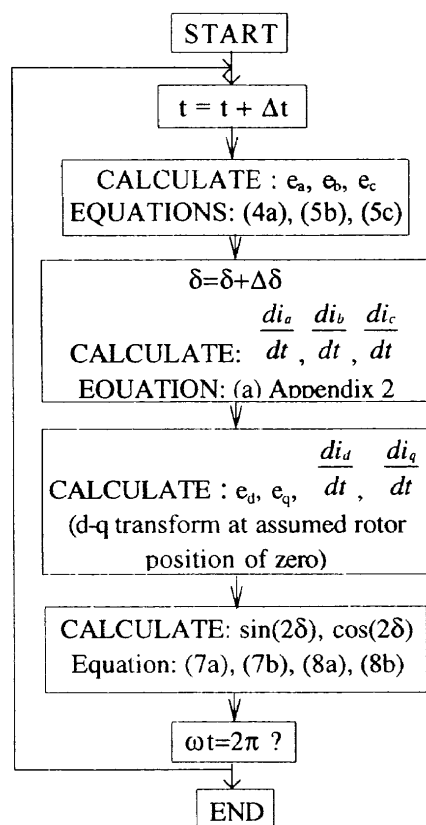 START
t = t + Δt
CALCULATE : e_a, e_b, e_c
EQUATIONS: (4a), (5b), (5c)
δ=δ+Δδ
CALCULATE: di_a/dt, di_b/dt, di_c/dt
EQUATION: (a) Appendix 2
CALCULATE : e_d, e_q, di_d/dt, di_q/dt
(d-q transform at assumed rotor
position of zero)
CALCULATE: sin(2δ), cos(2δ)
Equation: (7a), (7b), (8a), (8b)
ωt=2π ?
END